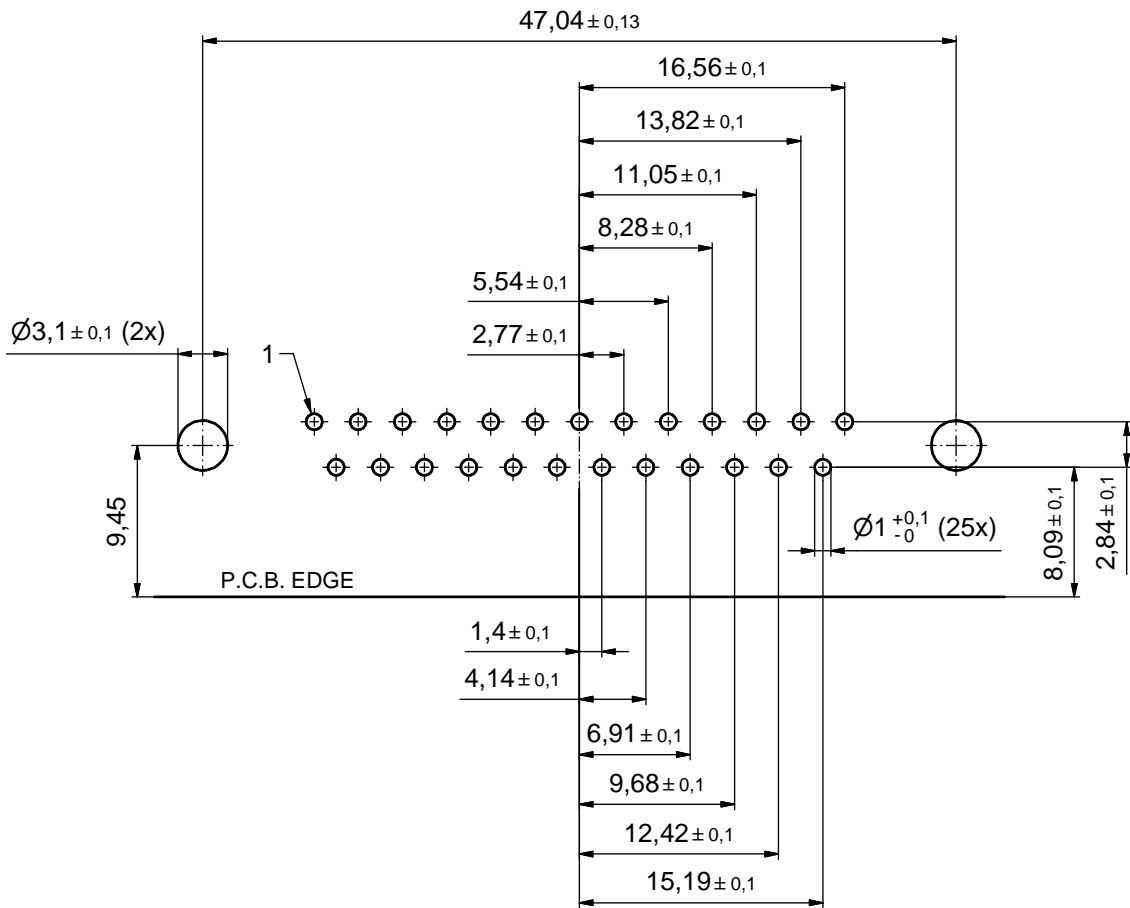 47,04 ± 0,13
16,56 ± 0,1
13,82 ± 0,1
11,05 ± 0,1
8,28 ± 0,1
5,54 ± 0,1
Ø3,1 ± 0,1 (2x)
2,77 ± 0,1
1
9,45
Ø1 +0,1 -0 (25x)
8,09 ± 0,1
2,84 ± 0,1
P.C.B. EDGE
1,4 ± 0,1
4,14 ± 0,1
6,91 ± 0,1
9,68 ± 0,1
12,42 ± 0,1
15,19 ± 0,1